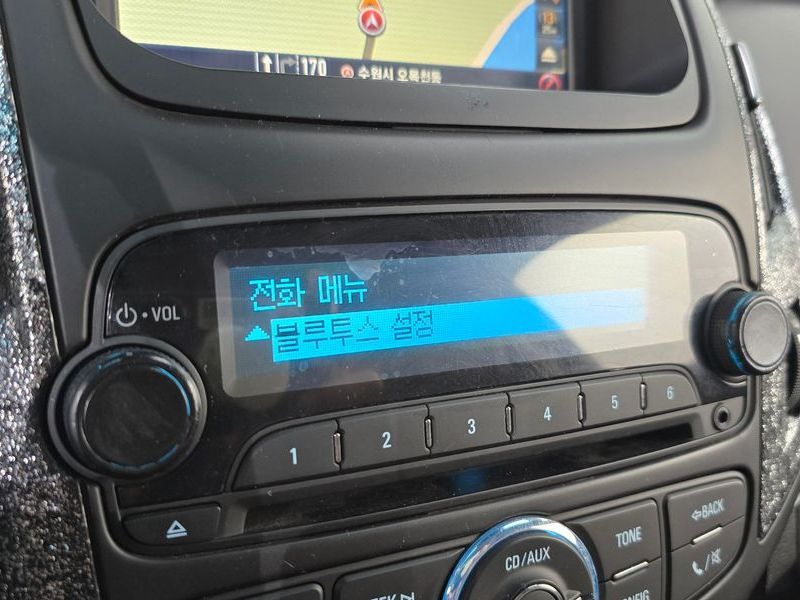 170 수원시 오목천동
전화 메뉴
블루투스 설정
VOL
1 2 3 4 5 6
BACK
TONE
CD/AUX